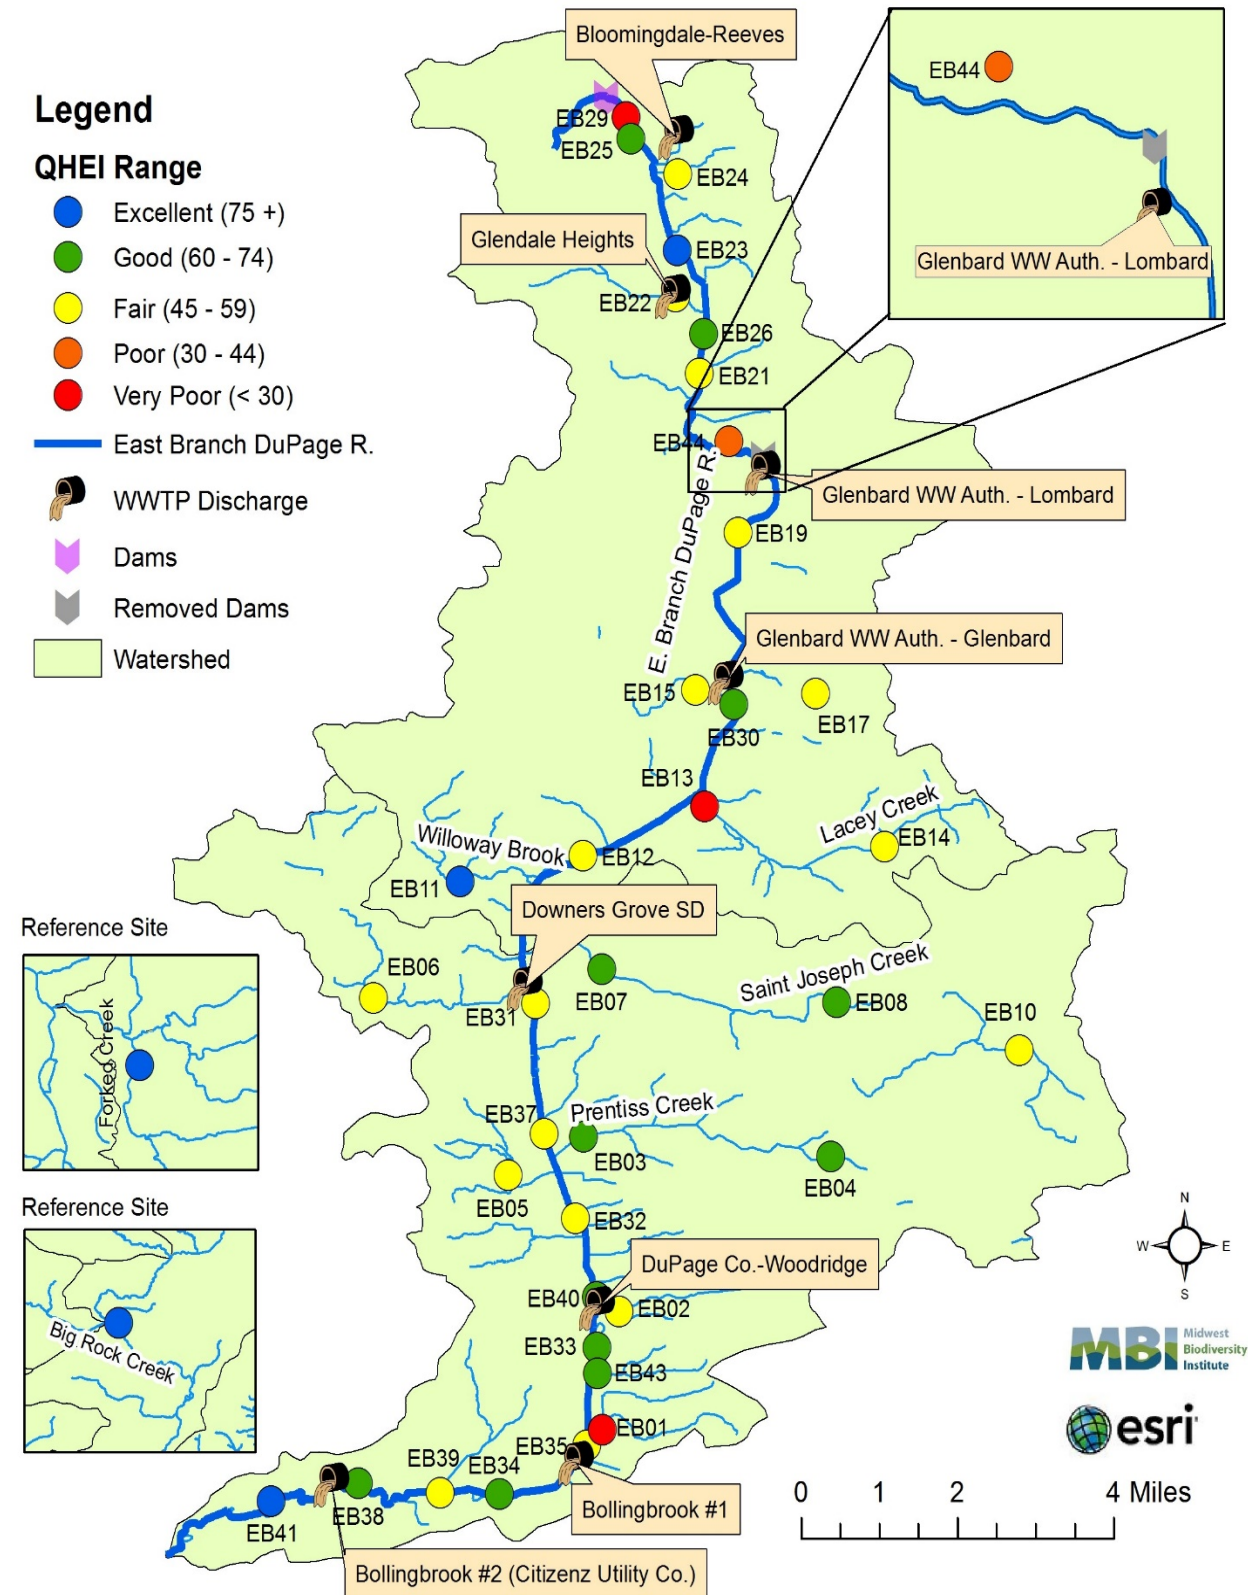 Legend
QHEI Range
Excellent (75 +)
Good (60 - 74)
Fair (45 - 59)
Poor (30 - 44)
Very Poor (< 30)
East Branch DuPage R.
WWTP Discharge
Dams
Removed Dams
Watershed
Bloomingdale-Reeves
EB29
EB25
EB24
Glendale Heights
EB23
EB22
EB26
EB21
EB44
Glenbard WW Auth. - Lombard
EB44
Glenbard WW Auth. - Lombard
EB19
E. Branch DuPage R.
Glenbard WW Auth. - Glenbard
EB15
EB17
EB30
EB13
Lacey Creek
EB14
Willoway Brook
EB12
EB11
Downers Grove SD
EB06
EB07
Saint Joseph Creek
EB08
EB10
EB31
EB37
Prentiss Creek
EB03
EB04
EB05
EB32
DuPage Co.-Woodridge
EB40
EB02
EB33
EB43
EB01
EB35
EB39
EB34
EB38
EB41
Bollingbrook #1
Bollingbrook #2 (Citizenz Utility Co.)
Reference Site
Forked Creek
Reference Site
Big Rock Creek
N
W
E
S
MBI
Midwest
Biodiversity
Institute
esri
0 1 2 4 Miles